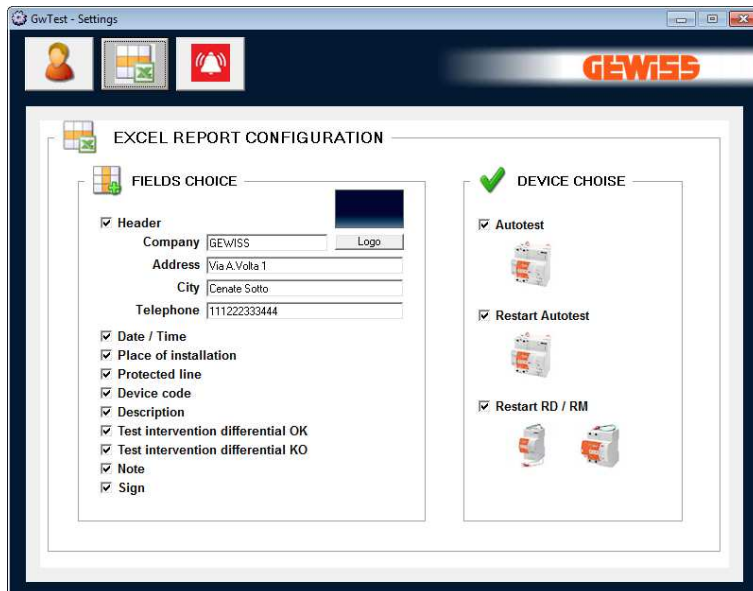 GwTest - Settings
GEWISS
EXCEL REPORT CONFIGURATION
FIELDS CHOICE
Header
Company GEWISS Logo
Address Via A.Volta 1
City Cenate Sotto
Telephone 111222333444
Date / Time
Place of installation
Protected line
Device code
Description
Test intervention differential OK
Test intervention differential KO
Note
Sign
DEVICE CHOISE
Autotest
Restart Autotest
Restart RD / RM